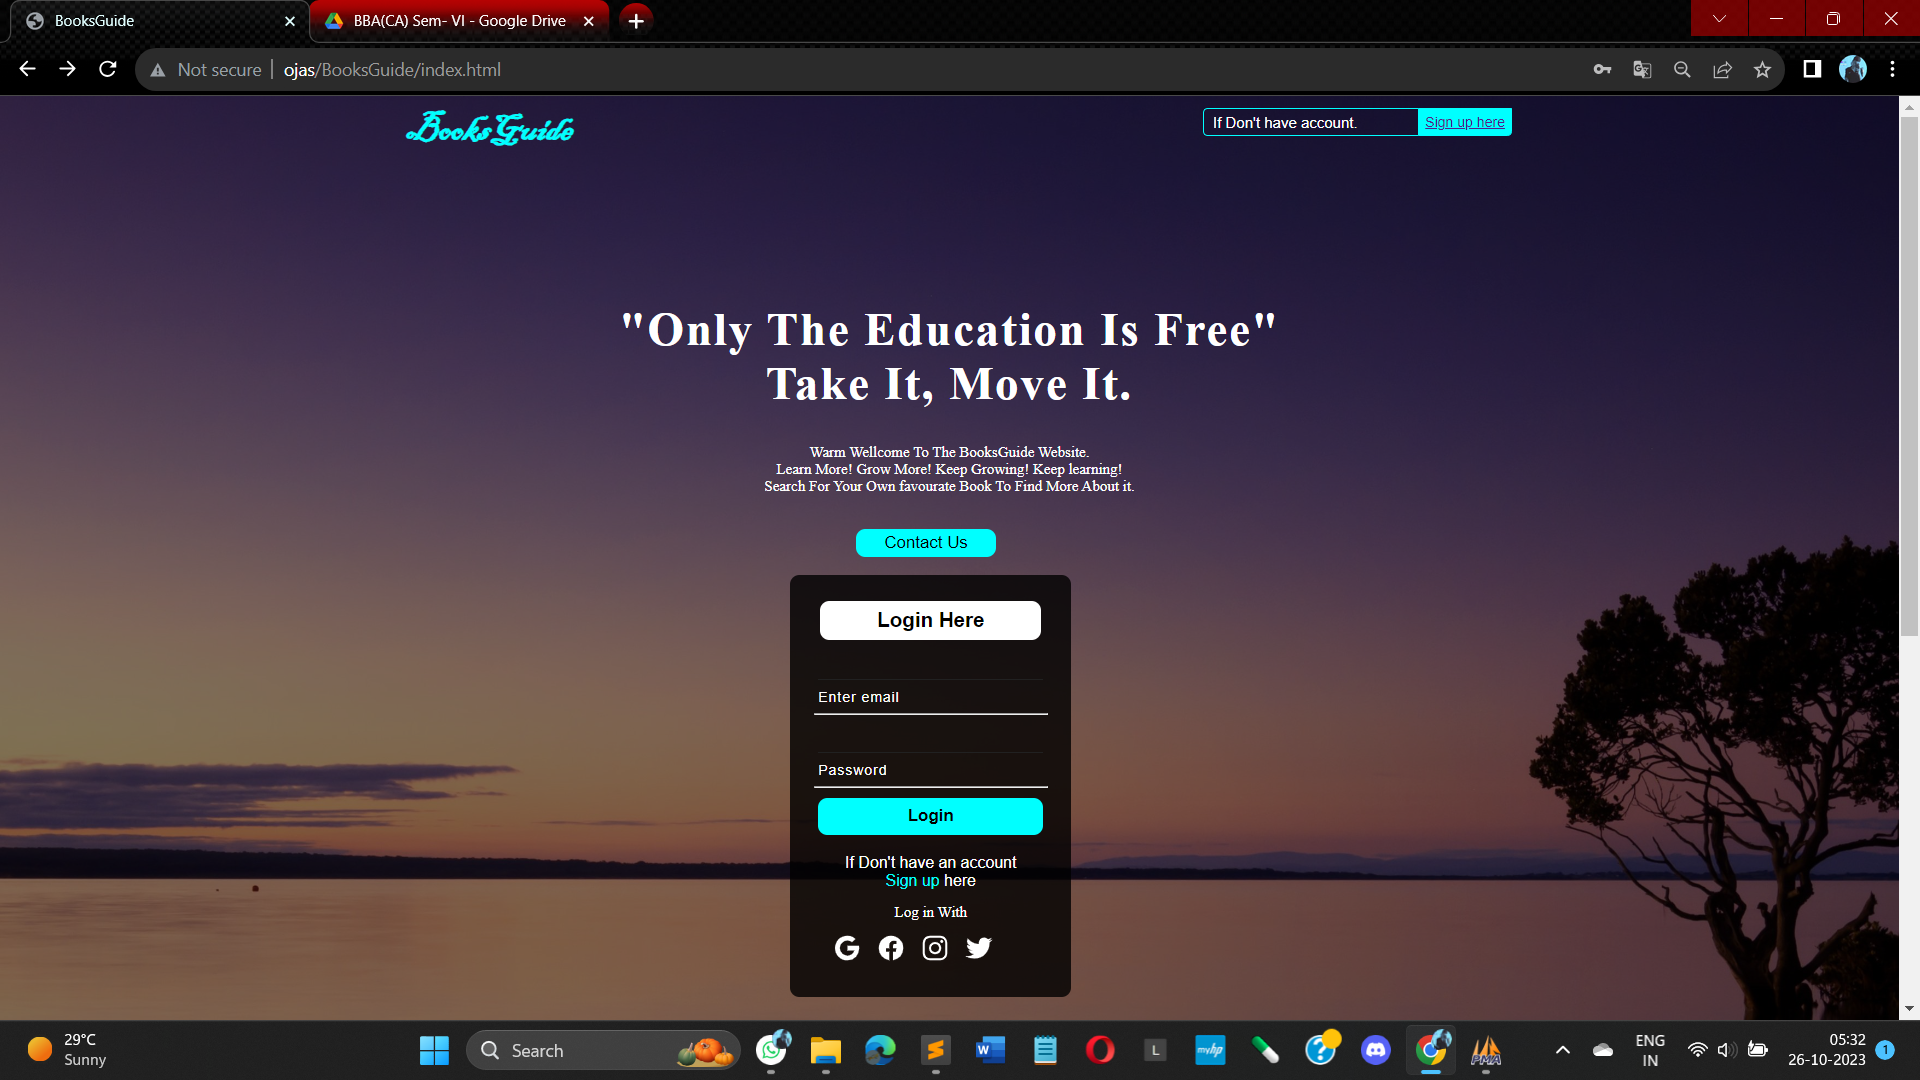 BooksGuide
BBA(CA) Sem- VI - Google Drive
Not secure
ojas/BooksGuide/index.html
BooksGuide
If Don't have account.
Sign up here
"Only The Education Is Free"
Take It, Move It.
Warm Wellcome To The BooksGuide Website.
Learn More! Grow More! Keep Growing! Keep learning!
Search For Your Own favourate Book To Find More About it.
Contact Us
Login Here
Enter email
Password
Login
If Don't have an account
Sign up here
Log in With
29°C
Sunny
Search
W
L
myhp
PMA
ENG
IN
05:32
26-10-2023
1